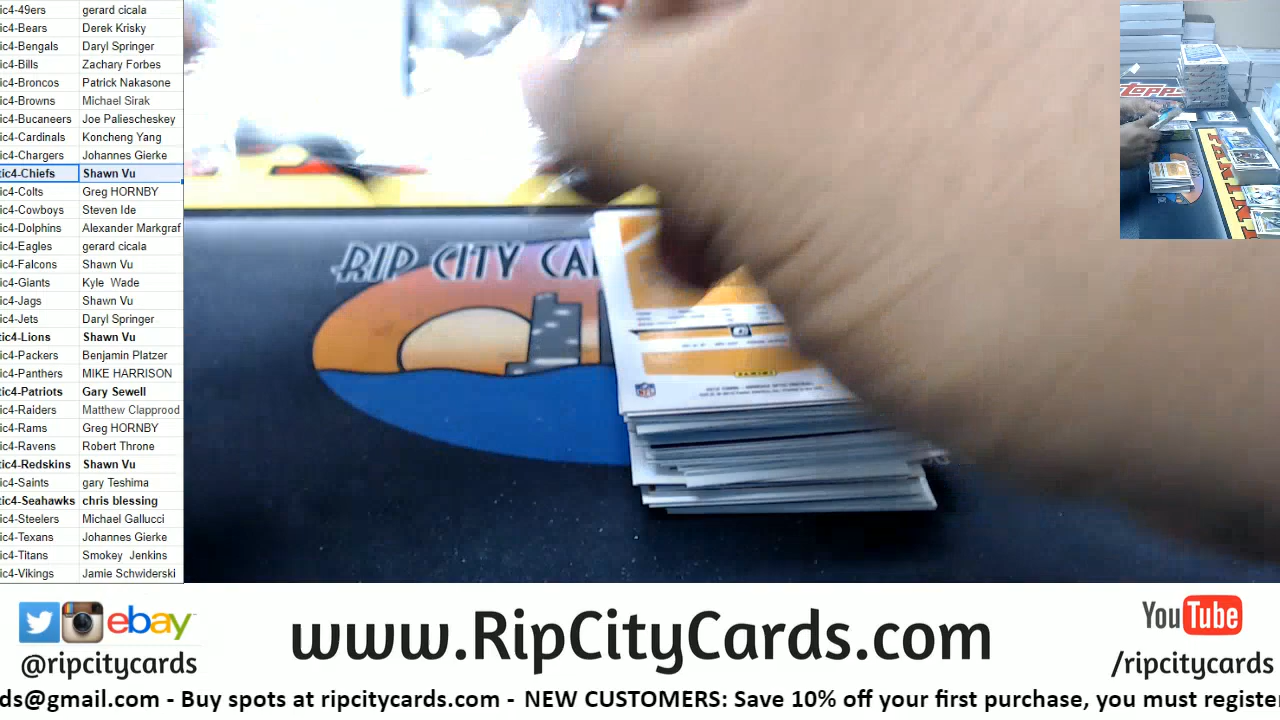 ic4-49ers gerard cicala
ic4-Bears Derek Krisky
ic4-Bengals Daryl Springer
ic4-Bills Zachary Forbes
ic4-Broncos Patrick Nakasone
ic4-Browns Michael Sirak
ic4-Bucaneers Joe Paliescheskey
ic4-Cardinals Koncheng Yang
ic4-Chargers Johannes Gierke
tic4-Chiefs Shawn Vu
ic4-Colts Greg HORNBY
ic4-Cowboys Steven Ide
ic4-Dolphins Alexander Markgraf
ic4-Eagles gerard cicala
ic4-Falcons Shawn Vu
ic4-Giants Kyle Wade
ic4-Jags Shawn Vu
ic4-Jets Daryl Springer
tic4-Lions Shawn Vu
ic4-Packers Benjamin Platzer
ic4-Panthers MIKE HARRISON
tic4-Patriots Gary Sewell
ic4-Raiders Matthew Clapprood
ic4-Rams Greg HORNBY
ic4-Ravens Robert Throne
tic4-Redskins Shawn Vu
ic4-Saints gary Teshima
tic4-Seahawks chris blessing
ic4-Steelers Michael Gallucci
ic4-Texans Johannes Gierke
ic4-Titans Smokey Jenkins
ic4-Vikings Jamie Schwiderski
RIP CITY CA
PANINI
NFL
Topps
ebay
@ripcitycards
www.RipCityCards.com
YouTube
/ripcitycards
ds@gmail.com - Buy spots at ripcitycards.com - NEW CUSTOMERS: Save 10% off your first purchase, you must register